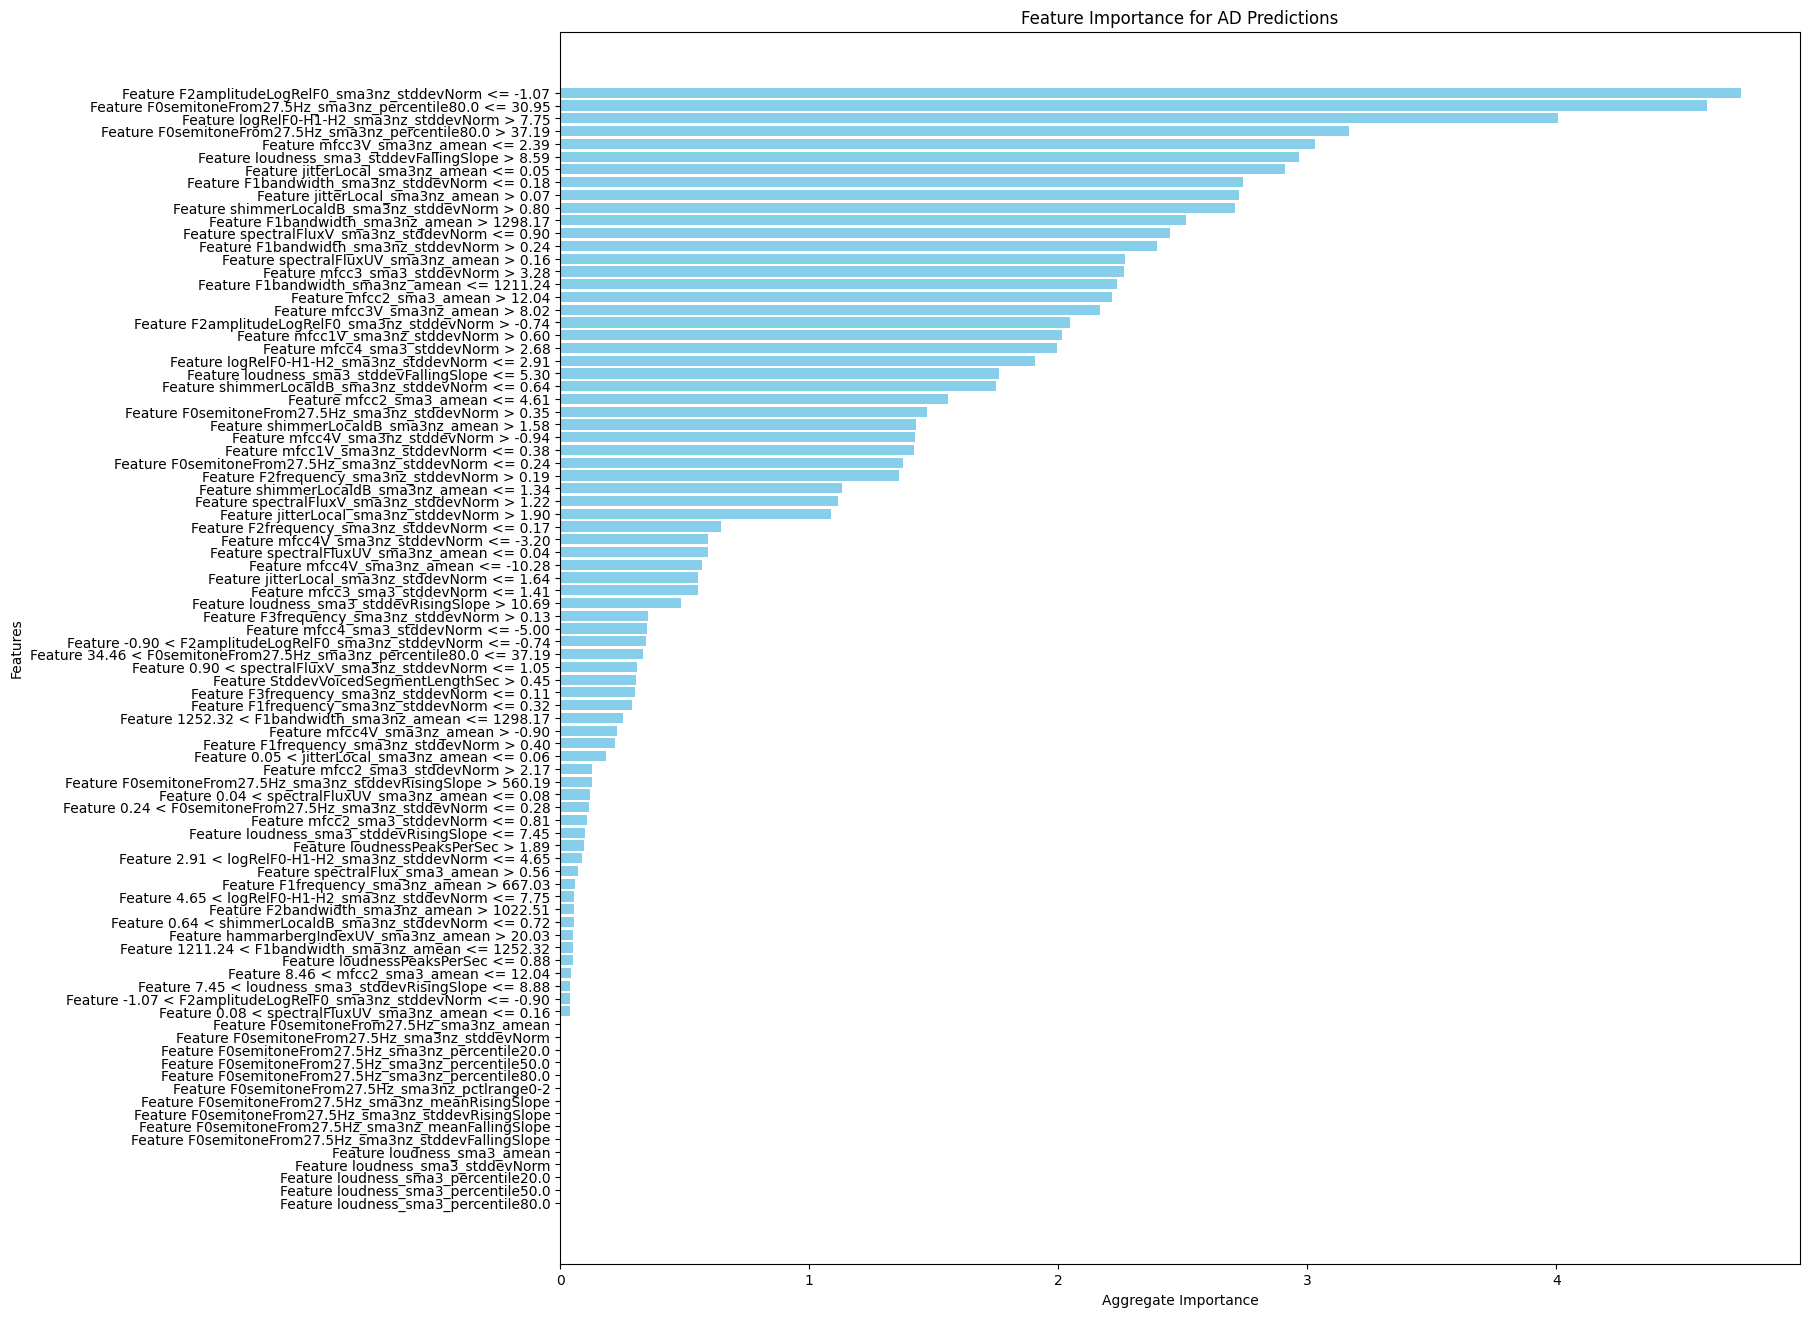 Feature Importance for AD Predictions
Feature F2amplitudeLogRelF0_sma3nz_stddevNorm <= -1.07
Feature F0semitoneFrom27.5Hz_sma3nz_percentile80.0 <= 30.95
Feature logRelF0-H1-H2_sma3nz_stddevNorm > 7.75
Feature F0semitoneFrom27.5Hz_sma3nz_percentile80.0 > 37.19
Feature mfcc3V_sma3nz_amean <= 2.39
Feature loudness_sma3_stddevFallingSlope > 8.59
Feature jitterLocal_sma3nz_amean <= 0.05
Feature F1bandwidth_sma3nz_stddevNorm <= 0.18
Feature jitterLocal_sma3nz_amean > 0.07
Feature shimmerLocaldB_sma3nz_stddevNorm > 0.80
Feature F1bandwidth_sma3nz_amean > 1298.17
Feature spectralFluxV_sma3nz_stddevNorm <= 0.90
Feature F1bandwidth_sma3nz_stddevNorm > 0.24
Feature spectralFluxUV_sma3nz_amean > 0.16
Feature mfcc3_sma3_stddevNorm > 3.28
Feature F1bandwidth_sma3nz_amean <= 1211.24
Feature mfcc2_sma3_amean > 12.04
Feature mfcc3V_sma3nz_amean > 8.02
Feature F2amplitudeLogRelF0_sma3nz_stddevNorm > -0.74
Feature mfcc1V_sma3nz_stddevNorm > 0.60
Feature mfcc4_sma3_stddevNorm > 2.68
Feature logRelF0-H1-H2_sma3nz_stddevNorm <= 2.91
Feature loudness_sma3_stddevFallingSlope <= 5.30
Feature shimmerLocaldB_sma3nz_stddevNorm <= 0.64
Feature mfcc2_sma3_amean <= 4.61
Feature F0semitoneFrom27.5Hz_sma3nz_stddevNorm > 0.35
Feature shimmerLocaldB_sma3nz_amean > 1.58
Feature mfcc4V_sma3nz_stddevNorm > -0.94
Feature mfcc1V_sma3nz_stddevNorm <= 0.38
Feature F0semitoneFrom27.5Hz_sma3nz_stddevNorm <= 0.24
Feature F2frequency_sma3nz_stddevNorm > 0.19
Feature shimmerLocaldB_sma3nz_amean <= 1.34
Feature spectralFluxV_sma3nz_stddevNorm > 1.22
Feature jitterLocal_sma3nz_stddevNorm > 1.90
Feature F2frequency_sma3nz_stddevNorm <= 0.17
Feature mfcc4V_sma3nz_stddevNorm <= -3.20
Feature spectralFluxUV_sma3nz_amean <= 0.04
Feature mfcc4V_sma3nz_amean <= -10.28
Feature jitterLocal_sma3nz_stddevNorm <= 1.64
Feature mfcc3_sma3_stddevNorm <= 1.41
Feature loudness_sma3_stddevRisingSlope > 10.69
Feature F3frequency_sma3nz_stddevNorm > 0.13
Feature mfcc4_sma3_stddevNorm <= -5.00
Feature -0.90 < F2amplitudeLogRelF0_sma3nz_stddevNorm <= -0.74
Feature 34.46 < F0semitoneFrom27.5Hz_sma3nz_percentile80.0 <= 37.19
Feature 0.90 < spectralFluxV_sma3nz_stddevNorm <= 1.05
Feature StddevVoicedSegmentLengthSec > 0.45
Feature F3frequency_sma3nz_stddevNorm <= 0.11
Feature F1frequency_sma3nz_stddevNorm <= 0.32
Feature 1252.32 < F1bandwidth_sma3nz_amean <= 1298.17
Feature mfcc4V_sma3nz_amean > -0.90
Feature F1frequency_sma3nz_stddevNorm > 0.40
Feature 0.05 < jitterLocal_sma3nz_amean <= 0.06
Feature mfcc2_sma3_stddevNorm > 2.17
Feature F0semitoneFrom27.5Hz_sma3nz_stddevRisingSlope > 560.19
Feature 0.04 < spectralFluxUV_sma3nz_amean <= 0.08
Feature 0.24 < F0semitoneFrom27.5Hz_sma3nz_stddevNorm <= 0.28
Feature mfcc2_sma3_stddevNorm <= 0.81
Feature loudness_sma3_stddevRisingSlope <= 7.45
Feature loudnessPeaksPerSec > 1.89
Feature 2.91 < logRelF0-H1-H2_sma3nz_stddevNorm <= 4.65
Feature spectralFlux_sma3_amean > 0.56
Feature F1frequency_sma3nz_amean > 667.03
Feature 4.65 < logRelF0-H1-H2_sma3nz_stddevNorm <= 7.75
Feature F2bandwidth_sma3nz_amean > 1022.51
Feature 0.64 < shimmerLocaldB_sma3nz_stddevNorm <= 0.72
Feature hammarbergIndexUV_sma3nz_amean > 20.03
Feature 1211.24 < F1bandwidth_sma3nz_amean <= 1252.32
Feature loudnessPeaksPerSec <= 0.88
Feature 8.46 < mfcc2_sma3_amean <= 12.04
Feature 7.45 < loudness_sma3_stddevRisingSlope <= 8.88
Feature -1.07 < F2amplitudeLogRelF0_sma3nz_stddevNorm <= -0.90
Feature 0.08 < spectralFluxUV_sma3nz_amean <= 0.16
Feature F0semitoneFrom27.5Hz_sma3nz_amean
Feature F0semitoneFrom27.5Hz_sma3nz_stddevNorm
Feature F0semitoneFrom27.5Hz_sma3nz_percentile20.0
Feature F0semitoneFrom27.5Hz_sma3nz_percentile50.0
Feature F0semitoneFrom27.5Hz_sma3nz_percentile80.0
Feature F0semitoneFrom27.5Hz_sma3nz_pctlrange0-2
Feature F0semitoneFrom27.5Hz_sma3nz_meanRisingSlope
Feature F0semitoneFrom27.5Hz_sma3nz_stddevRisingSlope
Feature F0semitoneFrom27.5Hz_sma3nz_meanFallingSlope
Feature F0semitoneFrom27.5Hz_sma3nz_stddevFallingSlope
Feature loudness_sma3_amean
Feature loudness_sma3_stddevNorm
Feature loudness_sma3_percentile20.0
Feature loudness_sma3_percentile50.0
Feature loudness_sma3_percentile80.0
Features
0 1 2 3 4
Aggregate Importance